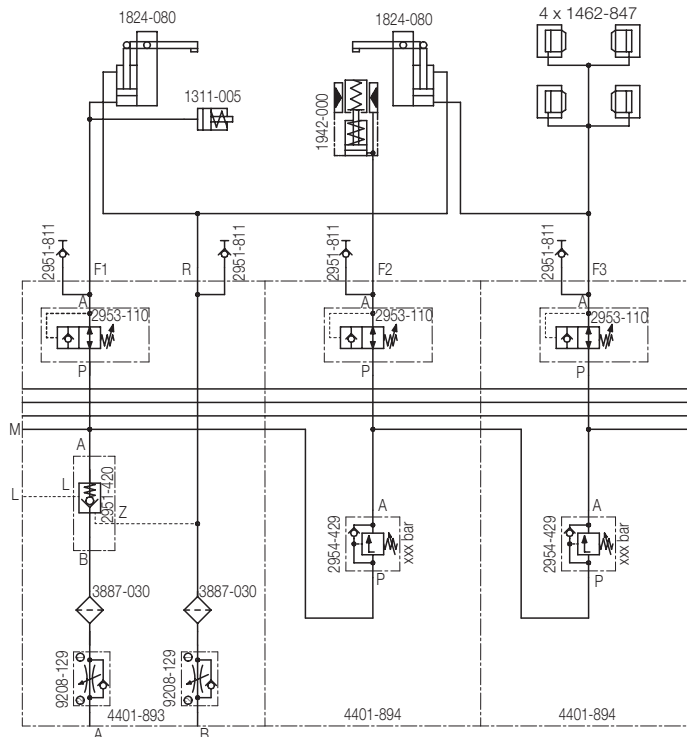 1824-080
1824-080
4 x 1462-847
1311-005
1942-000
2951-811
2951-811
2951-811
2951-811
F1
R
F2
F3
A
A
A
2953-110
2953-110
2953-110
P
P
P
M
A
L
L
2951-420
Z
B
A
A
2954-429
xxx bar
2954-429
xxx bar
P
P
3887-030
3887-030
9208-129
9208-129
4401-893
4401-894
4401-894
A
B